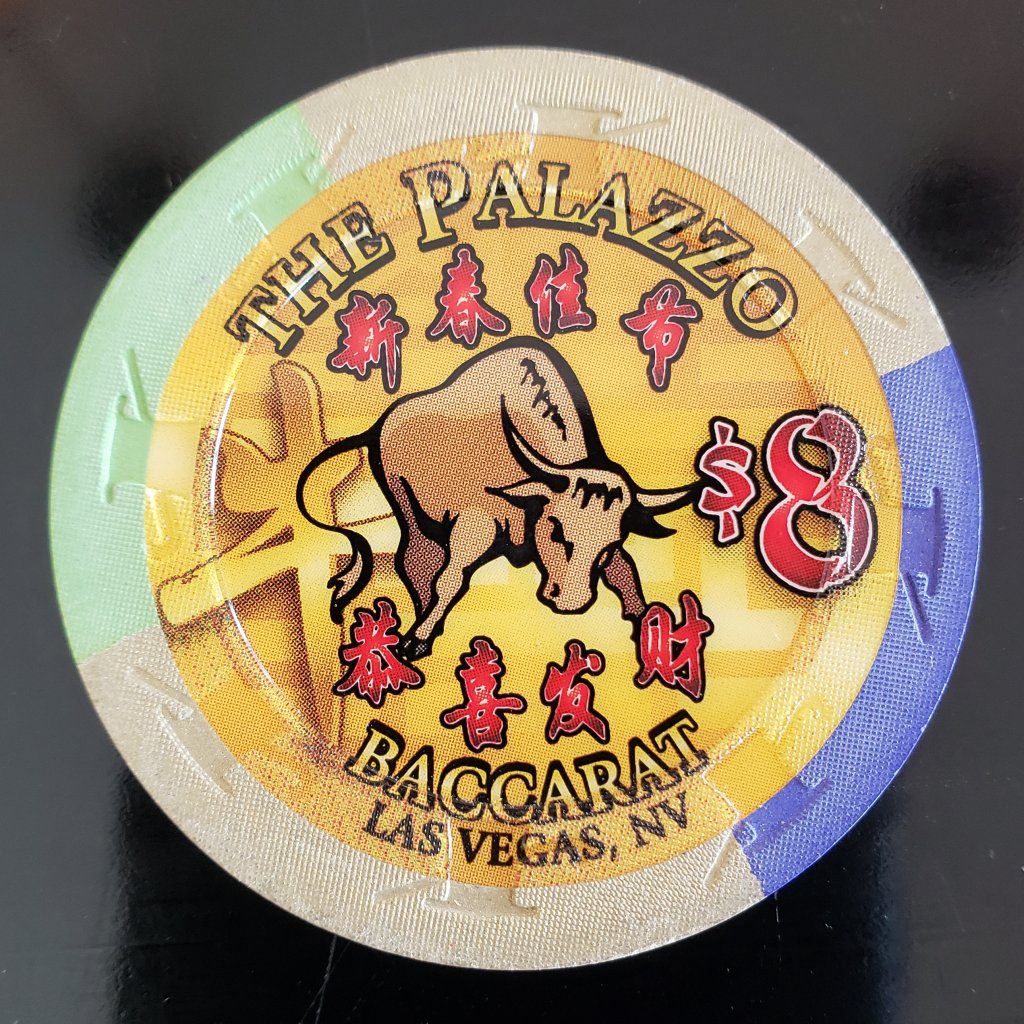 THE PALAZZO
新春佳节
$8
恭喜发财
BACCARAT
LAS VEGAS, NV